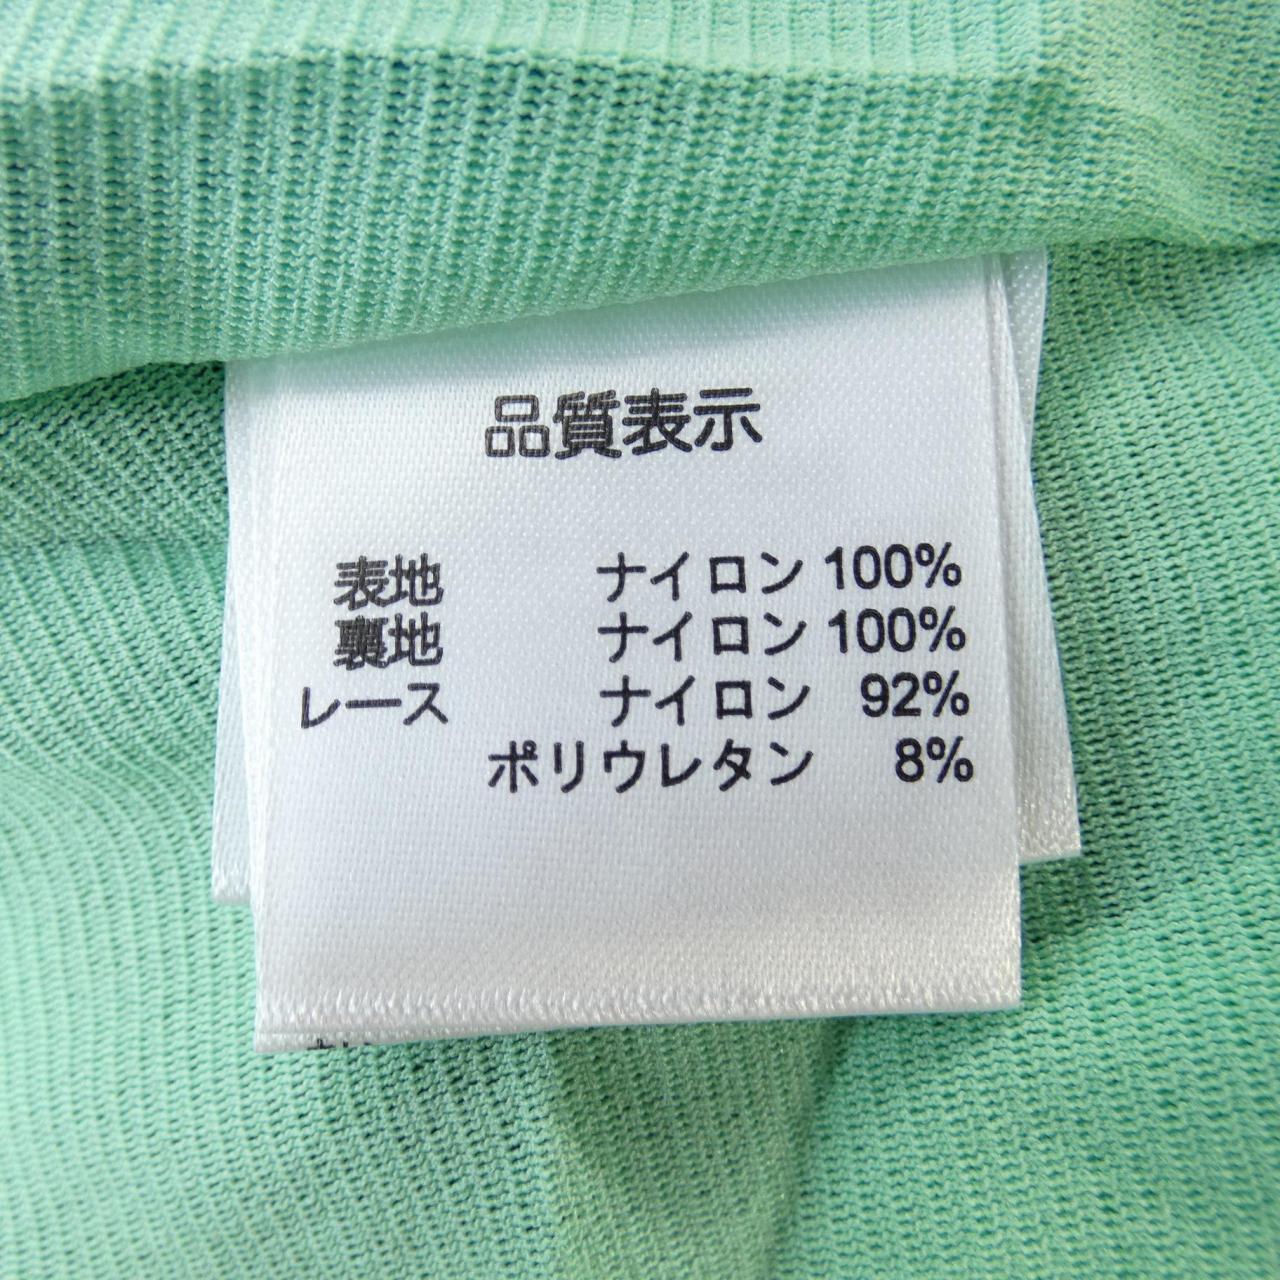 品質表示
表地 ナイロン 100%
裏地 ナイロン 100%
レース ナイロン 92%
ポリウレタン 8%